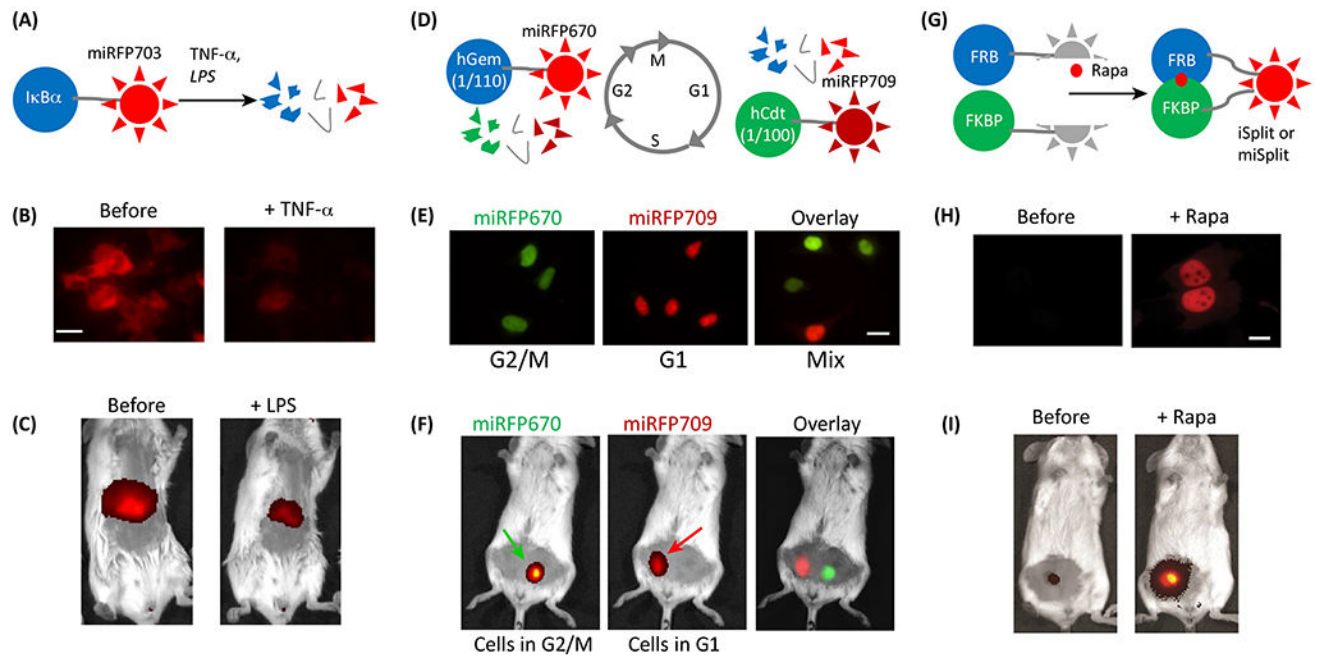 (A)
miRFP703
TNF-α,
LPS
IκBα
(B)
Before
+ TNF-α
(C)
Before
+ LPS
(D)
miRFP670
hGem
(1/110)
M
G2
G1
S
miRFP709
hCdt
(1/100)
(E)
miRFP670
miRFP709
Overlay
G2/M
G1
Mix
(F)
miRFP670
miRFP709
Overlay
Cells in G2/M
Cells in G1
(G)
FRB
Rapa
FKBP
FRB
FKBP
iSplit or
miSplit
(H)
Before
+ Rapa
(I)
Before
+ Rapa